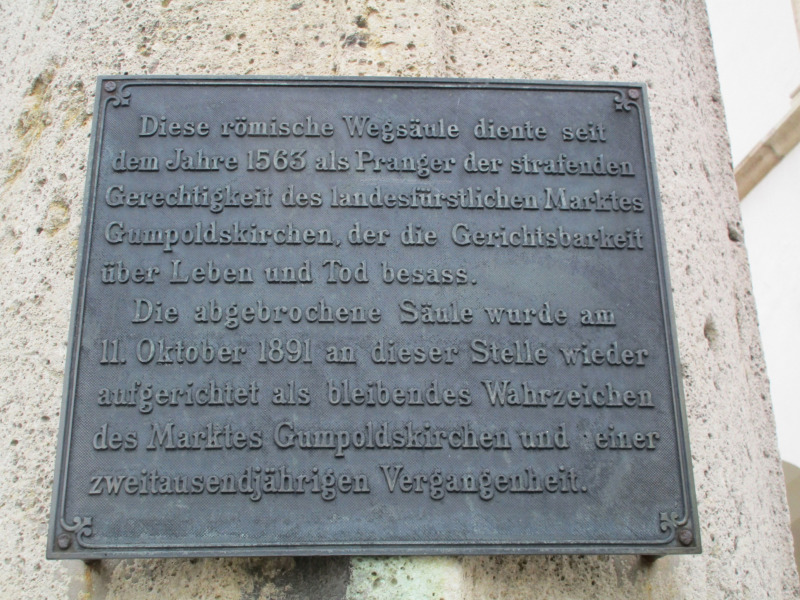 Diese römische Wegsäule diente seit
dem Jahre 1563 als Pranger der strafenden
Gerechtigkeit des landesfürstlichen Marktes
Gumpoldskirchen, der die Gerichtsbarkeit
über Leben und Tod besass.
Die abgebrochene Säule wurde am
11. Oktober 1891 an dieser Stelle wieder
aufgerichtet als bleibendes Wahrzeichen
des Marktes Gumpoldskirchen und einer
zweitausendjährigen Vergangenheit.